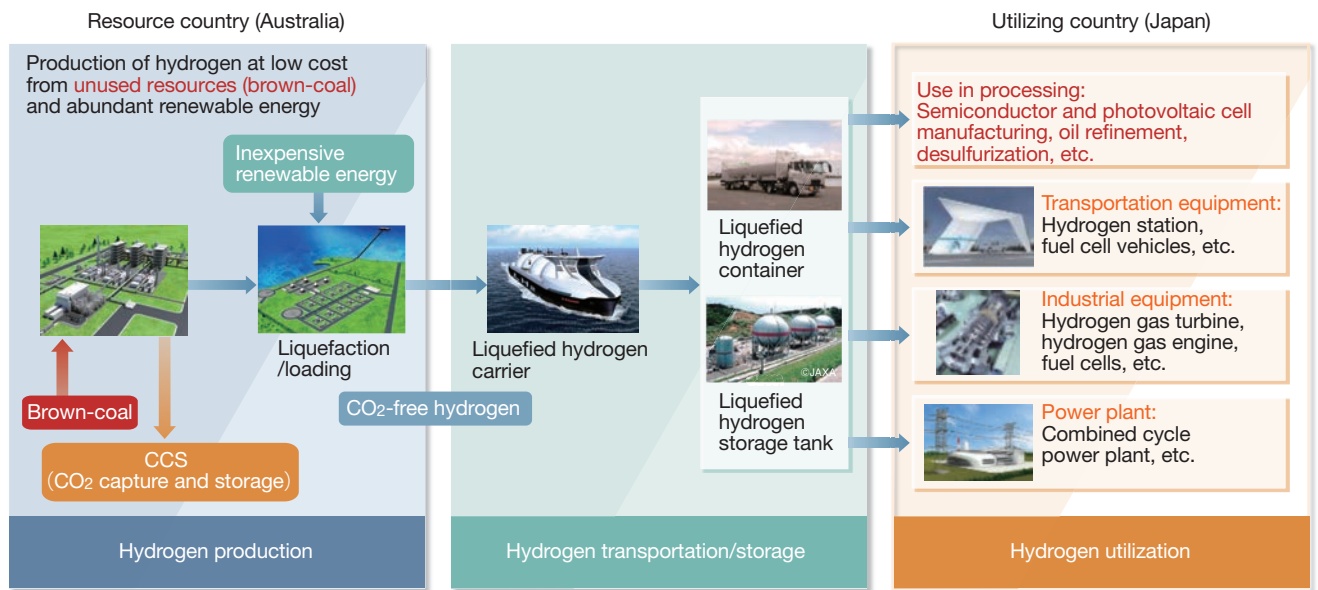 Resource country (Australia)
Utilizing country (Japan)
Production of hydrogen at low cost
from unused resources (brown-coal)
and abundant renewable energy
Inexpensive
renewable energy
Liquefaction
/loading
Brown-coal
CCS
(CO2 capture and storage)
CO2-free hydrogen
Hydrogen production
Liquefied hydrogen
carrier
Liquefied
hydrogen
container
©JAXA
Liquefied
hydrogen
storage tank
Hydrogen transportation/storage
Use in processing:
Semiconductor and photovoltaic cell
manufacturing, oil refinement,
desulfurization, etc.
Transportation equipment:
Hydrogen station,
fuel cell vehicles, etc.
Industrial equipment:
Hydrogen gas turbine,
hydrogen gas engine,
fuel cells, etc.
Power plant:
Combined cycle
power plant, etc.
Hydrogen utilization